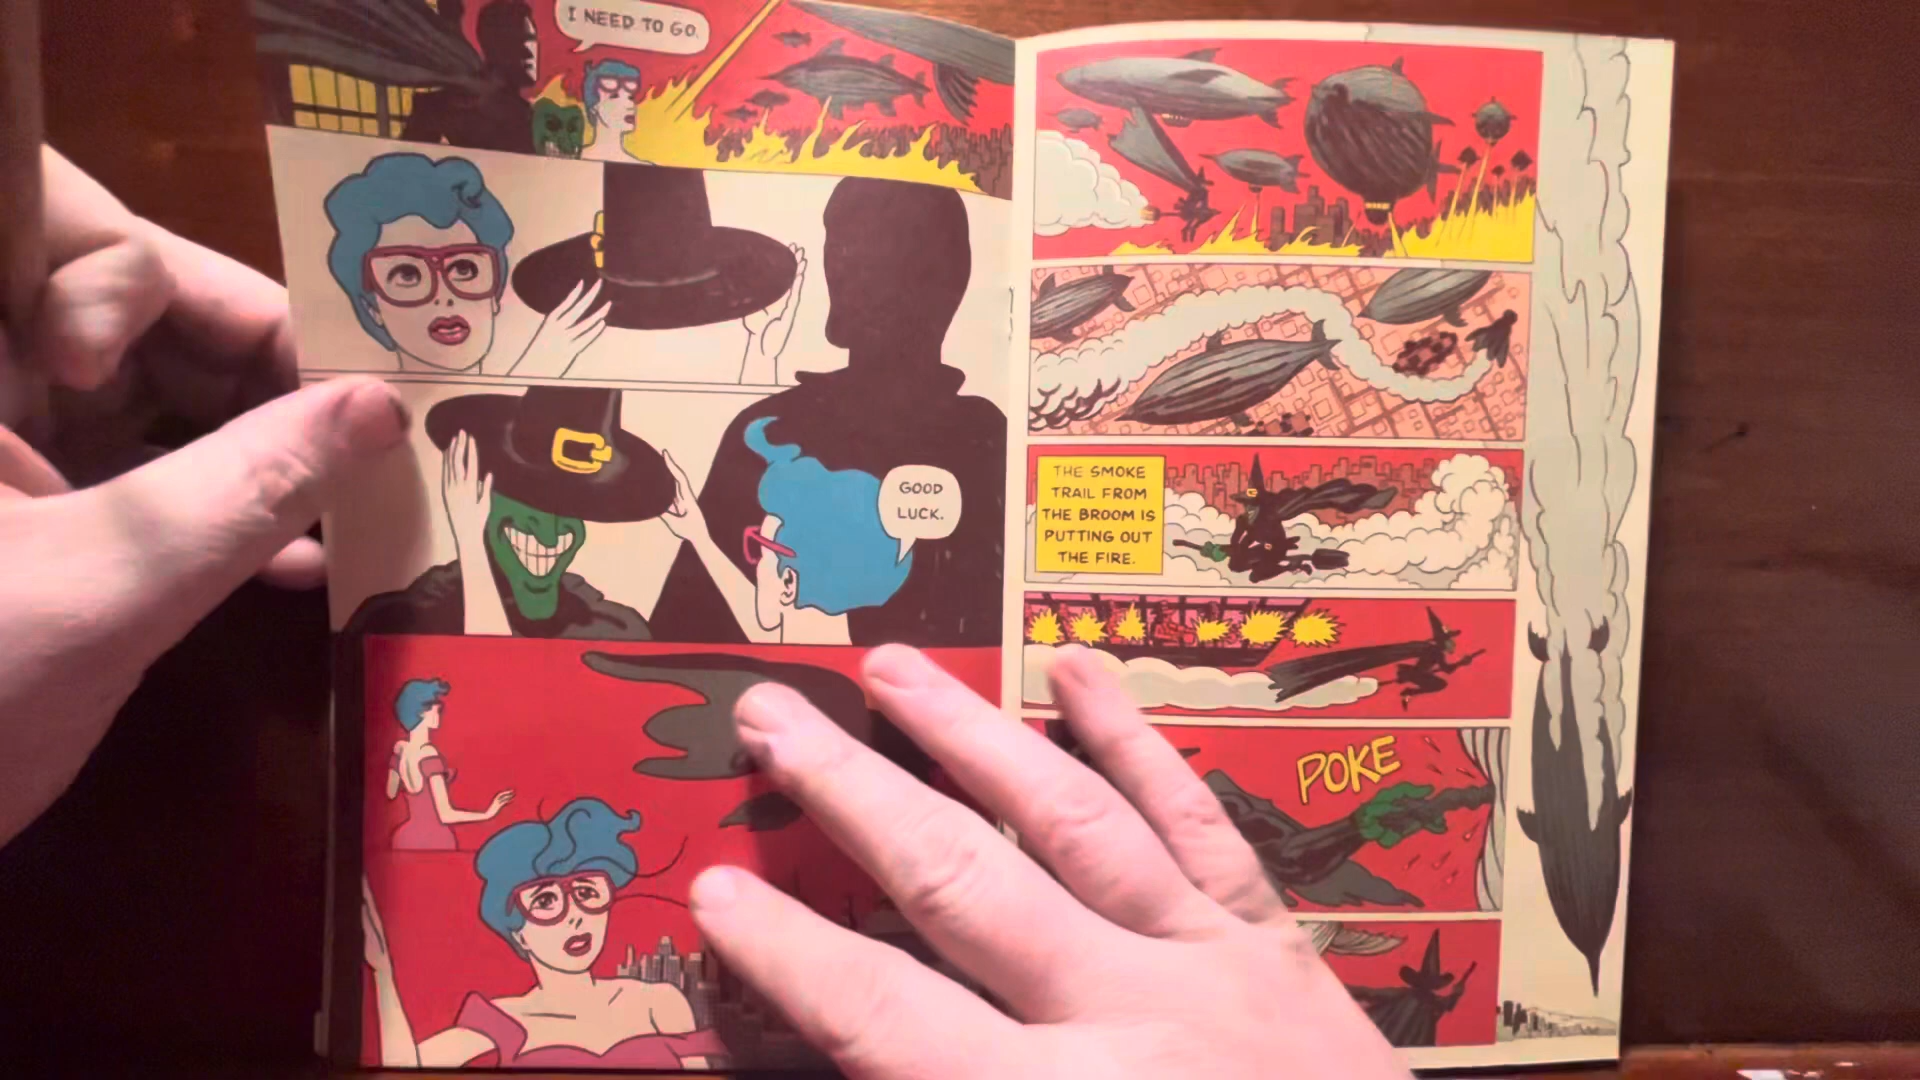 I NEED TO GO.
GOOD
LUCK.
THE SMOKE
TRAIL FROM
THE BROOM IS
PUTTING OUT
THE FIRE.
POKE